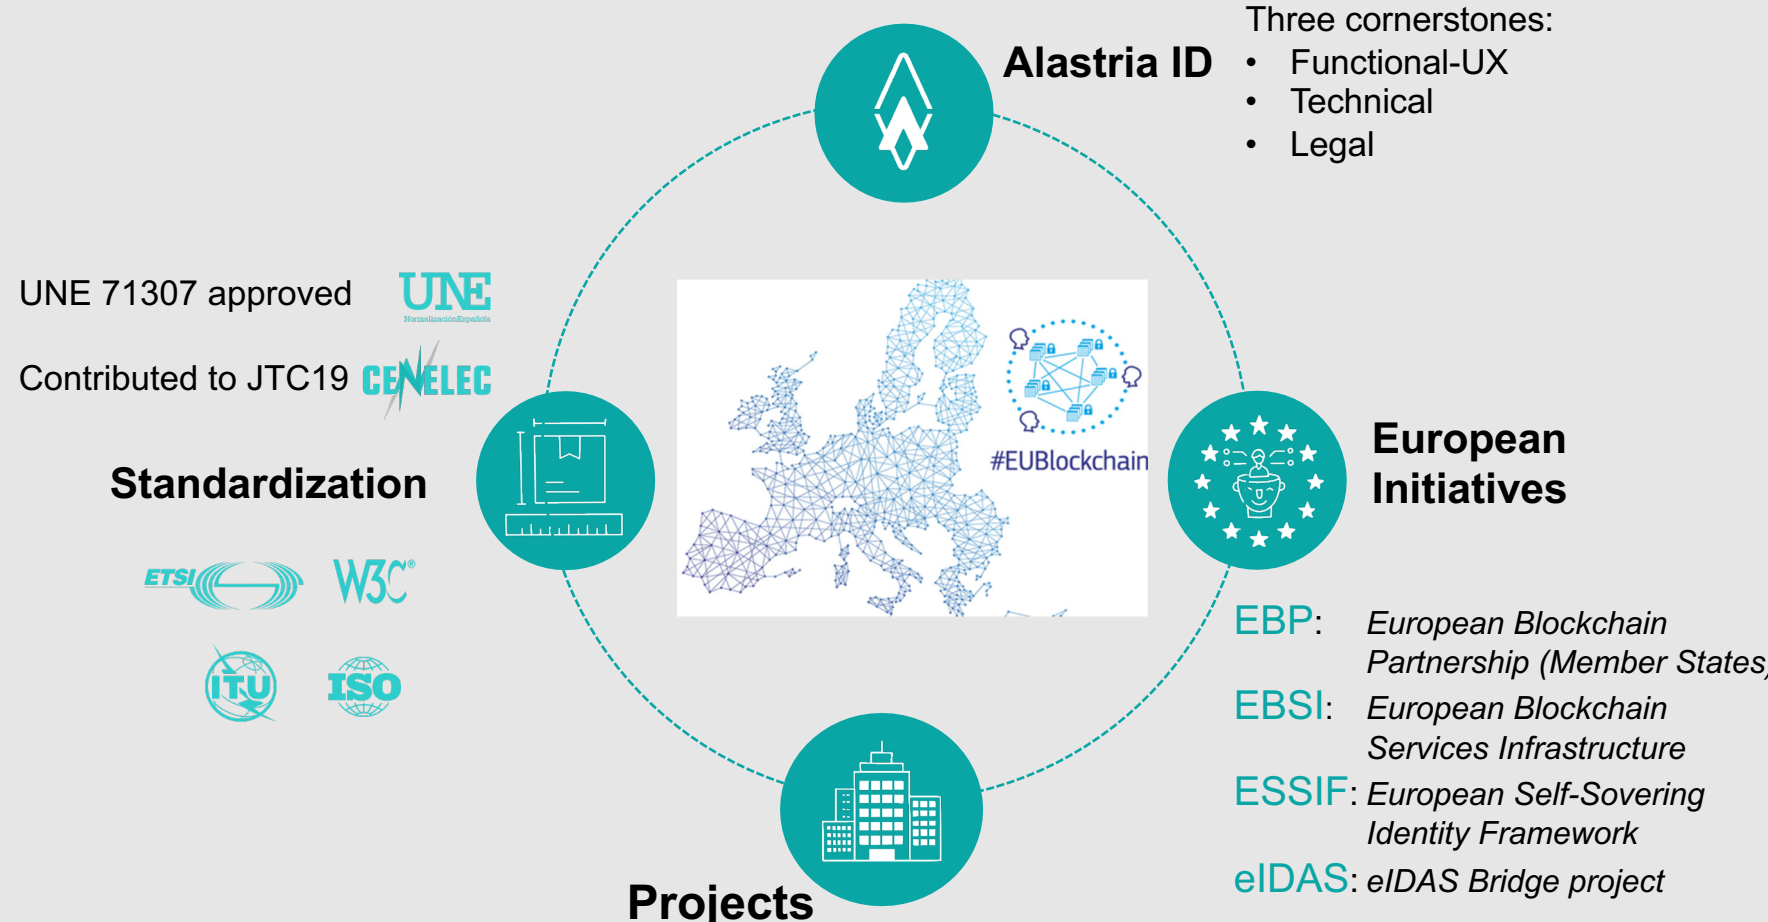 Alastria ID
Three cornerstones:
• Functional-UX
• Technical
• Legal
UNE 71307 approved
UNE
NormalizaciónEspañola
Contributed to JTC19
CENELEC
Standardization
ETSI
W3C®
ITU
ISO
#EUBlockchain
European
Initiatives
EBP: European Blockchain
Partnership (Member States)
EBSI: European Blockchain
Services Infrastructure
ESSIF: European Self-Sovering
Identity Framework
eIDAS: eIDAS Bridge project
Projects